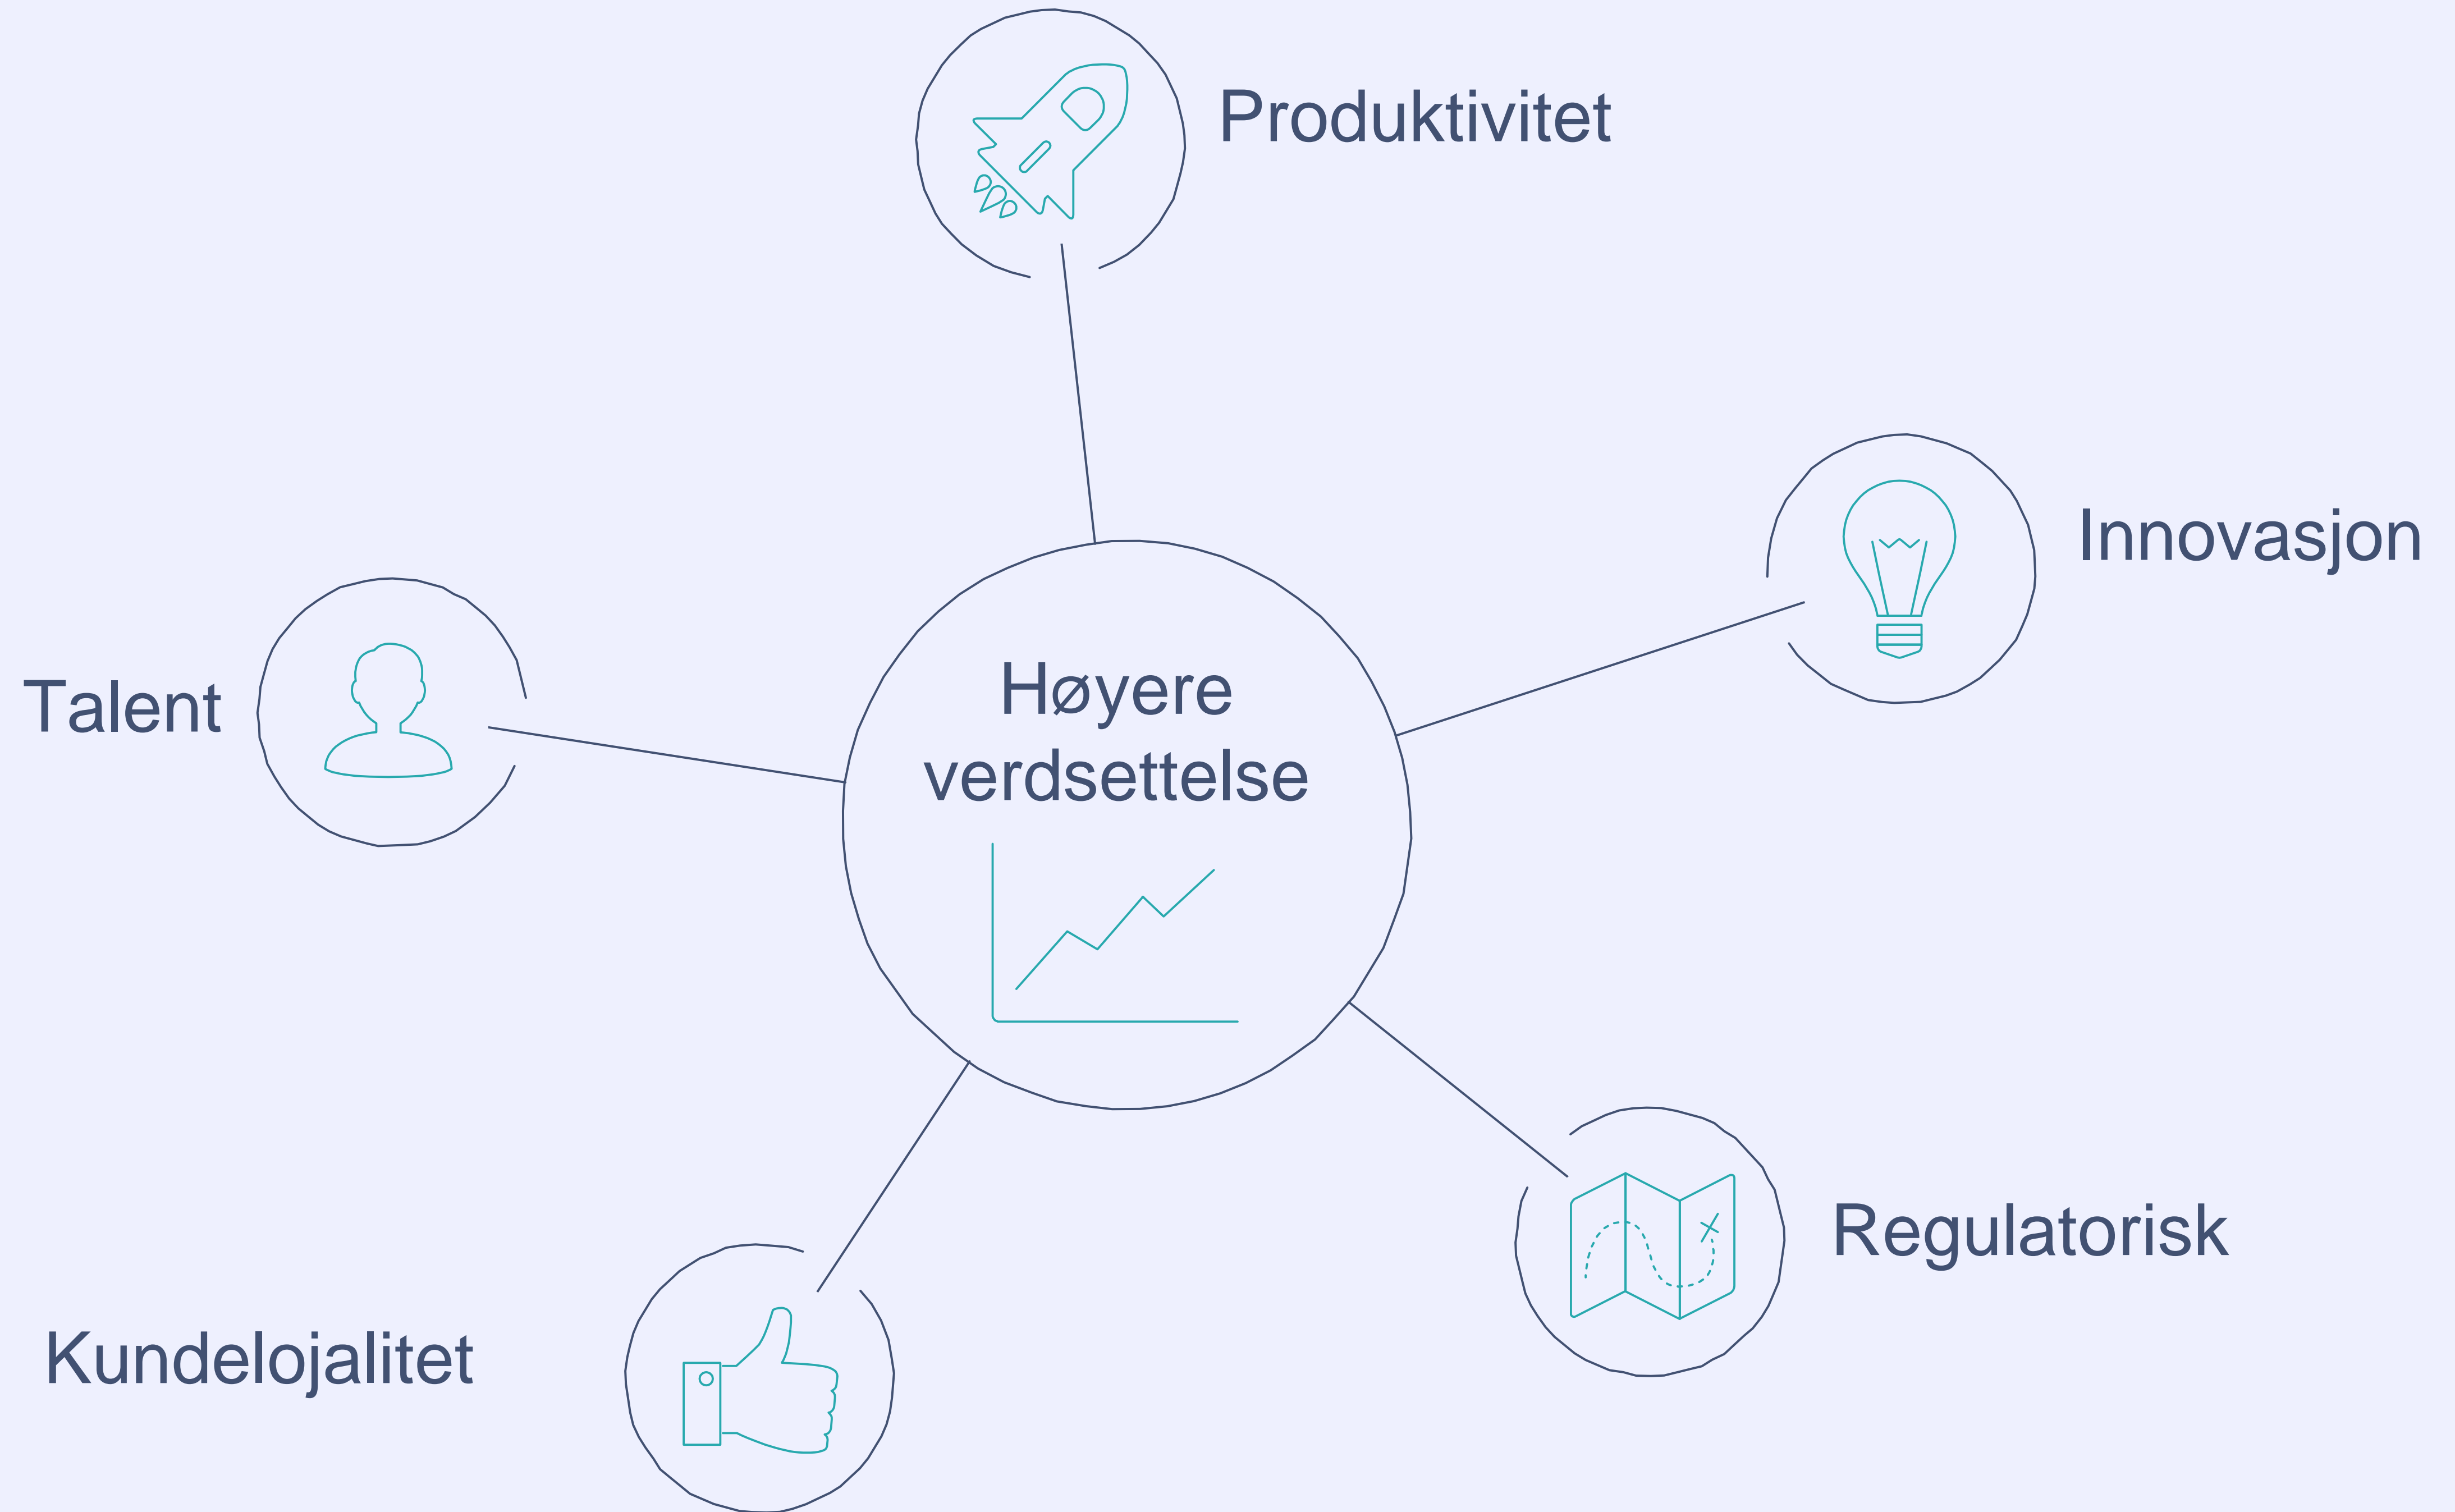 Produktivitet
Innovasjon
Talent
Høyere
verdsettelse
Regulatorisk
Kundelojalitet